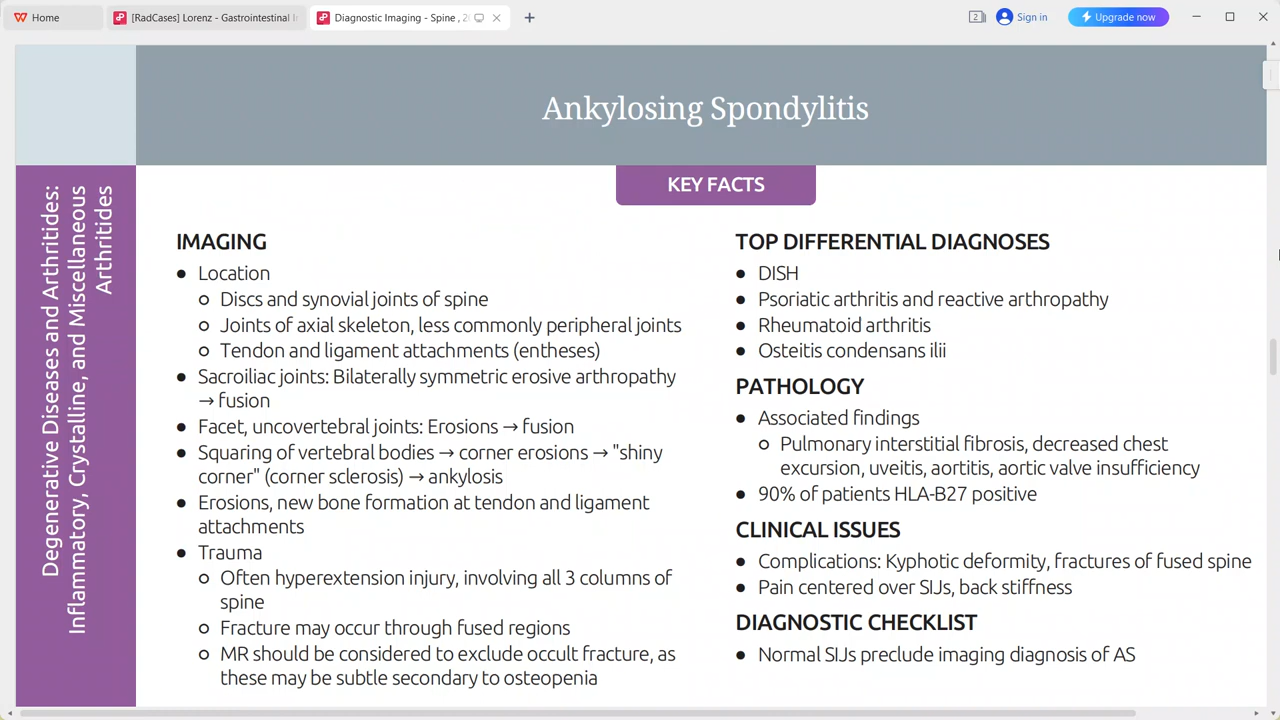 Home
[RadCases] Lorenz - Gastrointestinal I
Diagnostic Imaging - Spine , 2
2
Sign in
Upgrade now
Ankylosing Spondylitis
Degenerative Diseases and Arthritides:
Inflammatory, Crystalline, and Miscellaneous
Arthritides
KEY FACTS
IMAGING
● Location
○ Discs and synovial joints of spine
○ Joints of axial skeleton, less commonly peripheral joints
○ Tendon and ligament attachments (entheses)
● Sacroiliac joints: Bilaterally symmetric erosive arthropathy
→ fusion
● Facet, uncovertebral joints: Erosions → fusion
● Squaring of vertebral bodies → corner erosions → "shiny
corner" (corner sclerosis) → ankylosis
● Erosions, new bone formation at tendon and ligament
attachments
● Trauma
○ Often hyperextension injury, involving all 3 columns of
spine
○ Fracture may occur through fused regions
○ MR should be considered to exclude occult fracture, as
these may be subtle secondary to osteopenia
TOP DIFFERENTIAL DIAGNOSES
● DISH
● Psoriatic arthritis and reactive arthropathy
● Rheumatoid arthritis
● Osteitis condensans ilii
PATHOLOGY
● Associated findings
○ Pulmonary interstitial fibrosis, decreased chest
excursion, uveitis, aortitis, aortic valve insufficiency
● 90% of patients HLA-B27 positive
CLINICAL ISSUES
● Complications: Kyphotic deformity, fractures of fused spine
● Pain centered over SIJs, back stiffness
DIAGNOSTIC CHECKLIST
● Normal SIJs preclude imaging diagnosis of AS